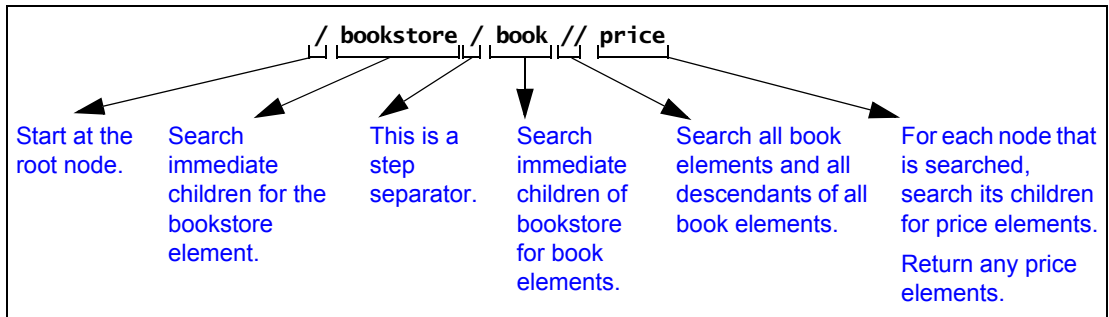 / bookstore / book // price
Start at the
root node.
Search
immediate
children for the
bookstore
element.
This is a
step
separator.
Search
immediate
children of
bookstore
for book
elements.
Search all book
elements and all
descendants of all
book elements.
For each node that
is searched,
search its children
for price elements.
Return any price
elements.